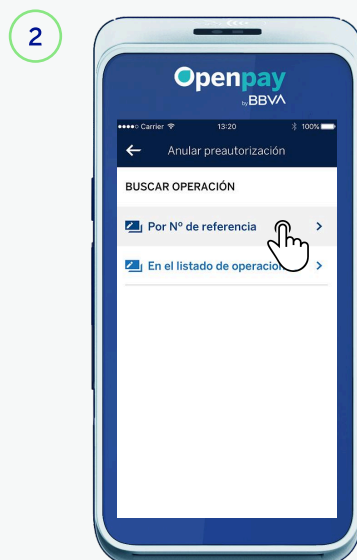 2
Openpay
by BBVA
Carrier 13:20 100%
Anular preautorización
BUSCAR OPERACIÓN
Por Nº de referencia
En el listado de operacion